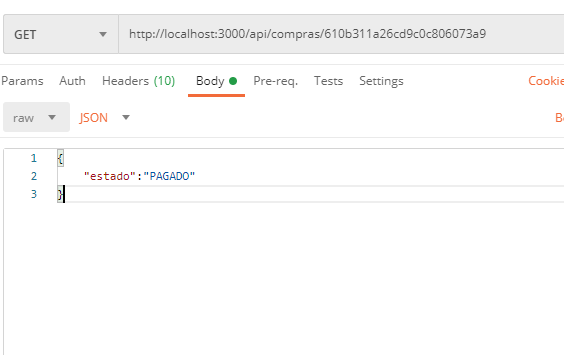 GET http://localhost:3000/api/compras/610b311a26cd9c0c806073a9
Params Auth Headers (10) Body Pre-req. Tests Settings Cookie
raw JSON Be
1 {
2 "estado":"PAGADO"
3 }